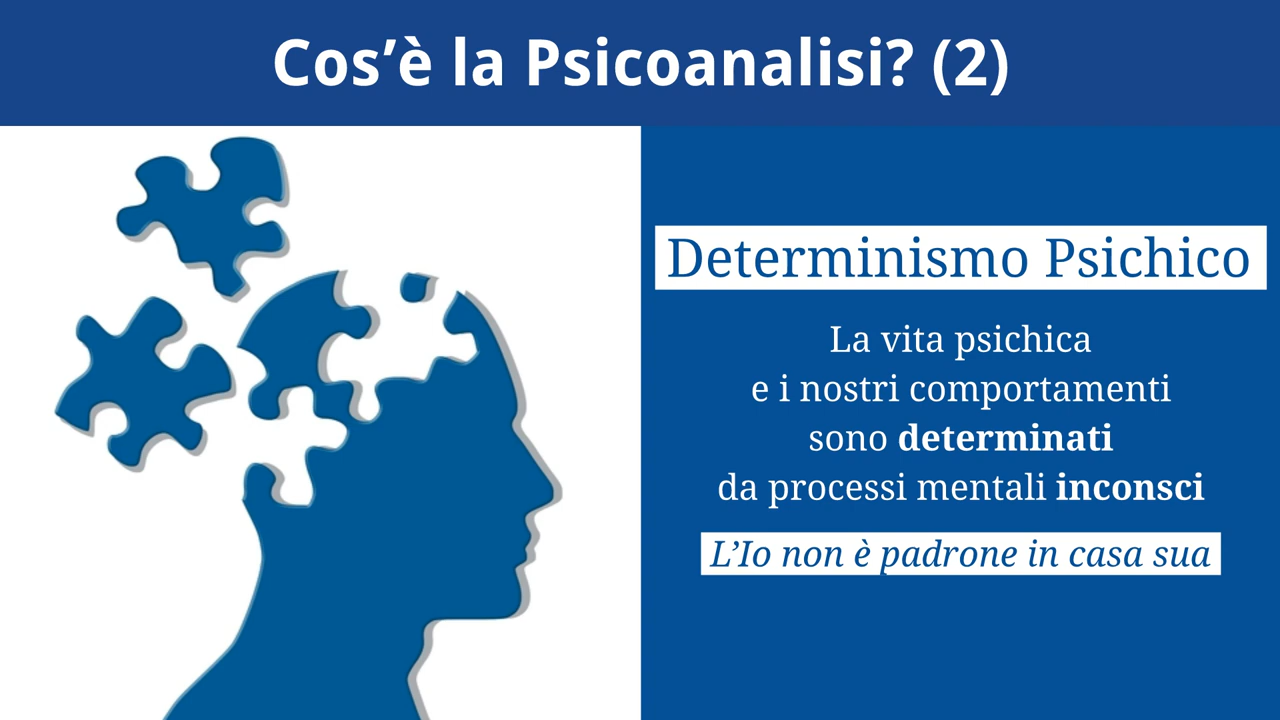 Cos’è la Psicoanalisi? (2)
Determinismo Psichico
La vita psichica
e i nostri comportamenti
sono determinati
da processi mentali inconsci
L’Io non è padrone in casa sua